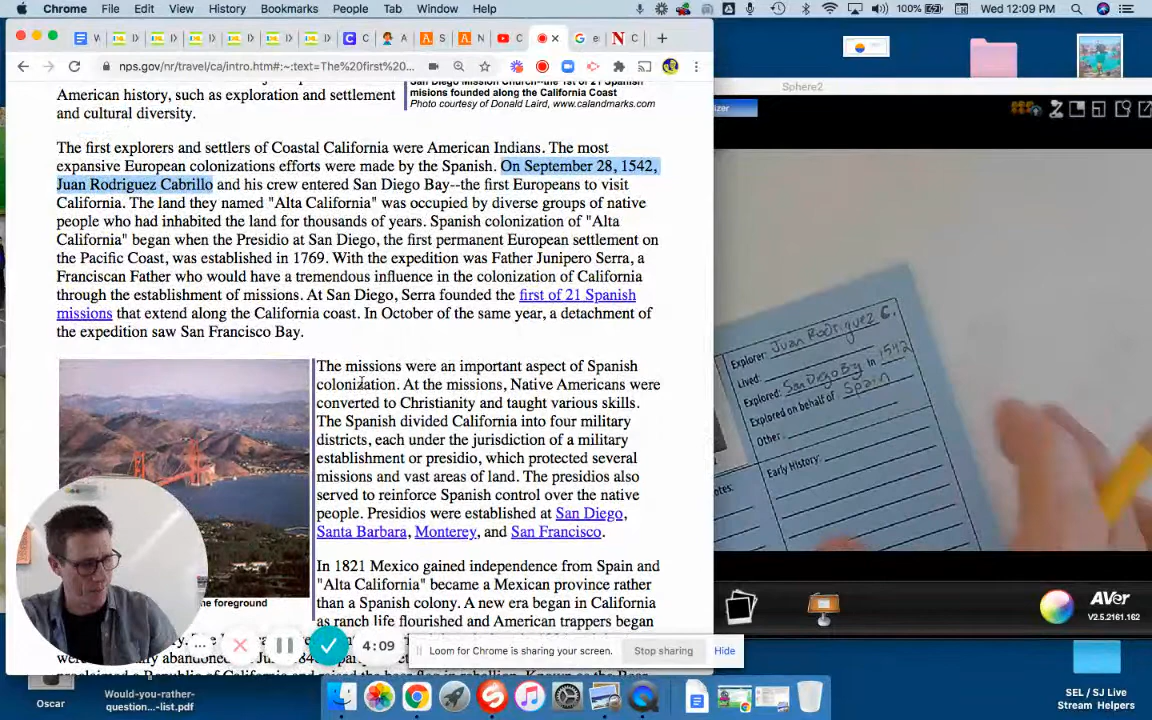 Chrome File Edit View History Bookmarks People Tab Window Help
100% Wed 12:09 PM
nps.gov/nr/travel/ca/intro.htm#:~:text=The%20first%20...
American history, such as exploration and settlement
and cultural diversity.
San Diego Mission Church--the 1st of 21 Spanish
misions founded along the California Coast
Photo courtesy of Donald Laird, www.calandmarks.com
The first explorers and settlers of Coastal California were American Indians. The most
expansive European colonizations efforts were made by the Spanish. On September 28, 1542,
Juan Rodriguez Cabrillo and his crew entered San Diego Bay--the first Europeans to visit
California. The land they named "Alta California" was occupied by diverse groups of native
people who had inhabited the land for thousands of years. Spanish colonization of "Alta
California" began when the Presidio at San Diego, the first permanent European settlement on
the Pacific Coast, was established in 1769. With the expedition was Father Junipero Serra, a
Franciscan Father who would have a tremendous influence in the colonization of California
through the establishment of missions. At San Diego, Serra founded the first of 21 Spanish
missions that extend along the California coast. In October of the same year, a detachment of
the expedition saw San Francisco Bay.
The missions were an important aspect of Spanish
colonization. At the missions, Native Americans were
converted to Christianity and taught various skills.
The Spanish divided California into four military
districts, each under the jurisdiction of a military
establishment or presidio, which protected several
missions and vast areas of land. The presidios also
served to reinforce Spanish control over the native
people. Presidios were established at San Diego,
Santa Barbara, Monterey, and San Francisco.
In 1821 Mexico gained independence from Spain and
"Alta California" became a Mexican province rather
than a Spanish colony. A new era began in California
as ranch life flourished and American trappers began
he foreground
4:09
Loom for Chrome is sharing your screen. Stop sharing Hide
Sphere2
Explorer: Juan Rodriguez C.
Lived:
Explored: San Diego Bay in 1542
Explored on behalf of Spain
Other:
Early History:
notes:
AVer
V2.5.2161.162
Oscar
Would-you-rather-
question...-list.pdf
SEL / SJ Live
Stream Helpers